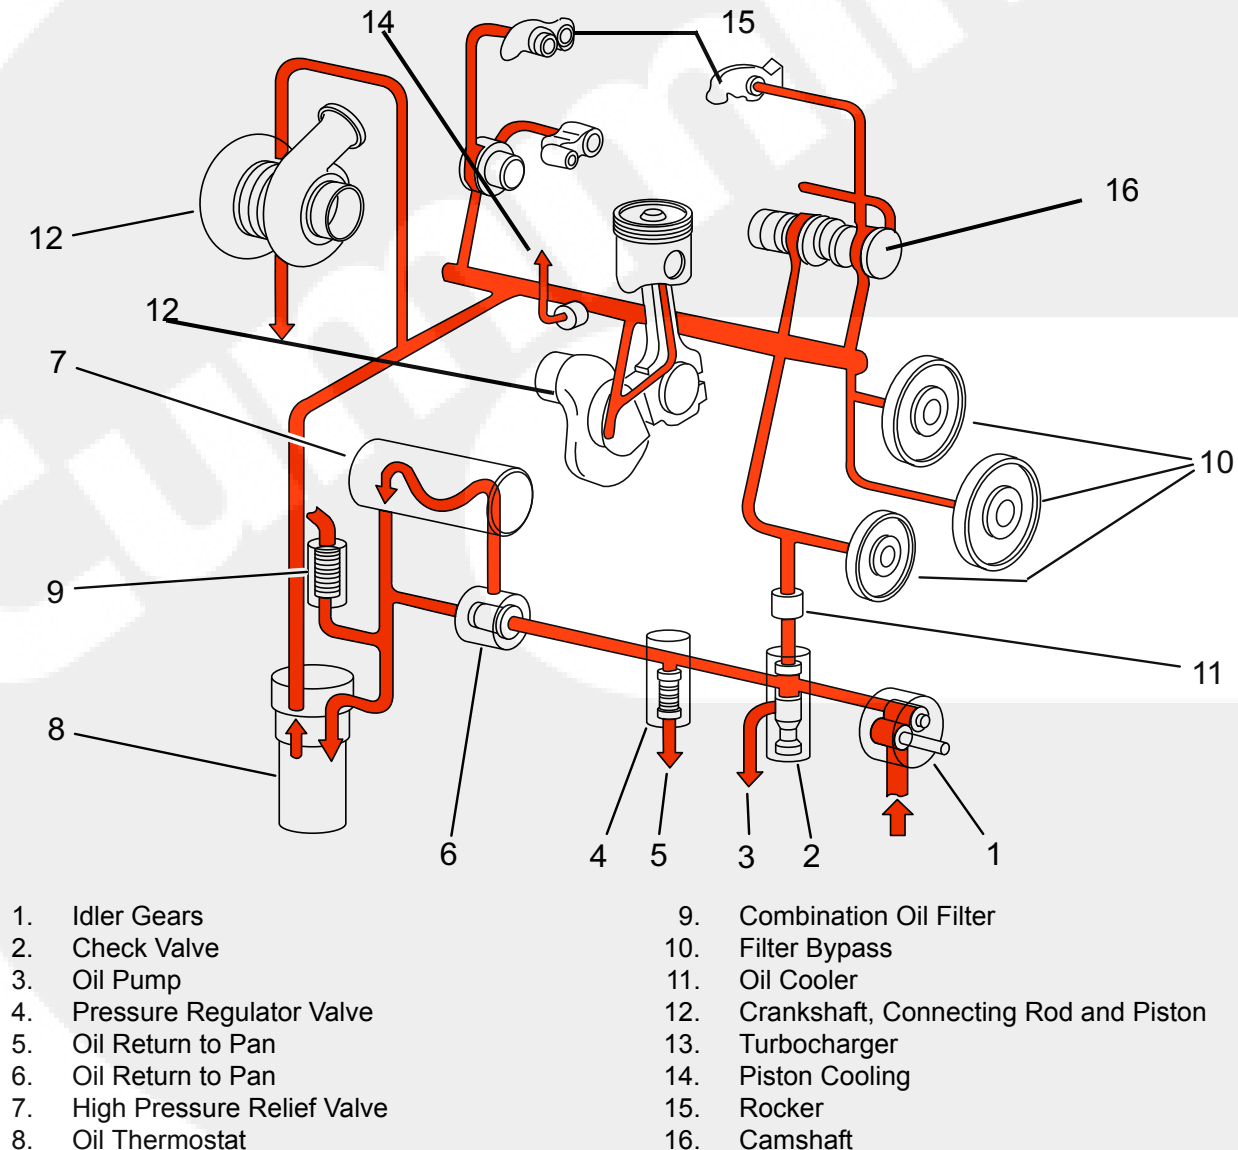 14
15
16
12
12
7
10
9
11
8
6
4
5
3
2
1
1. Idler Gears
2. Check Valve
3. Oil Pump
4. Pressure Regulator Valve
5. Oil Return to Pan
6. Oil Return to Pan
7. High Pressure Relief Valve
8. Oil Thermostat
9. Combination Oil Filter
10. Filter Bypass
11. Oil Cooler
12. Crankshaft, Connecting Rod and Piston
13. Turbocharger
14. Piston Cooling
15. Rocker
16. Camshaft